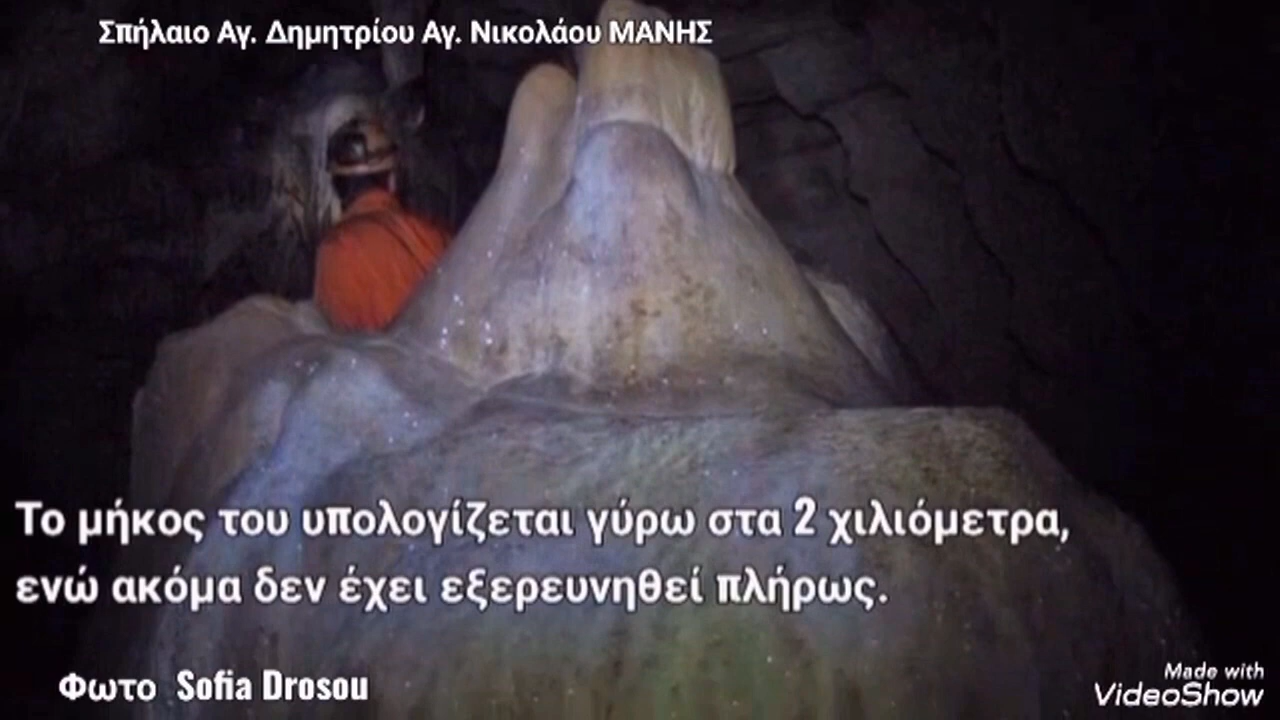 Σπήλαιο Αγ. Δημητρίου Αγ. Νικολάου ΜΑΝΗΣ
Το μήκος του υπολογίζεται γύρω στα 2 χιλιόμετρα,
ενώ ακόμα δεν έχει εξερευνηθεί πλήρως.
Φωτο Sofia Drosou
Made with
VideoShow